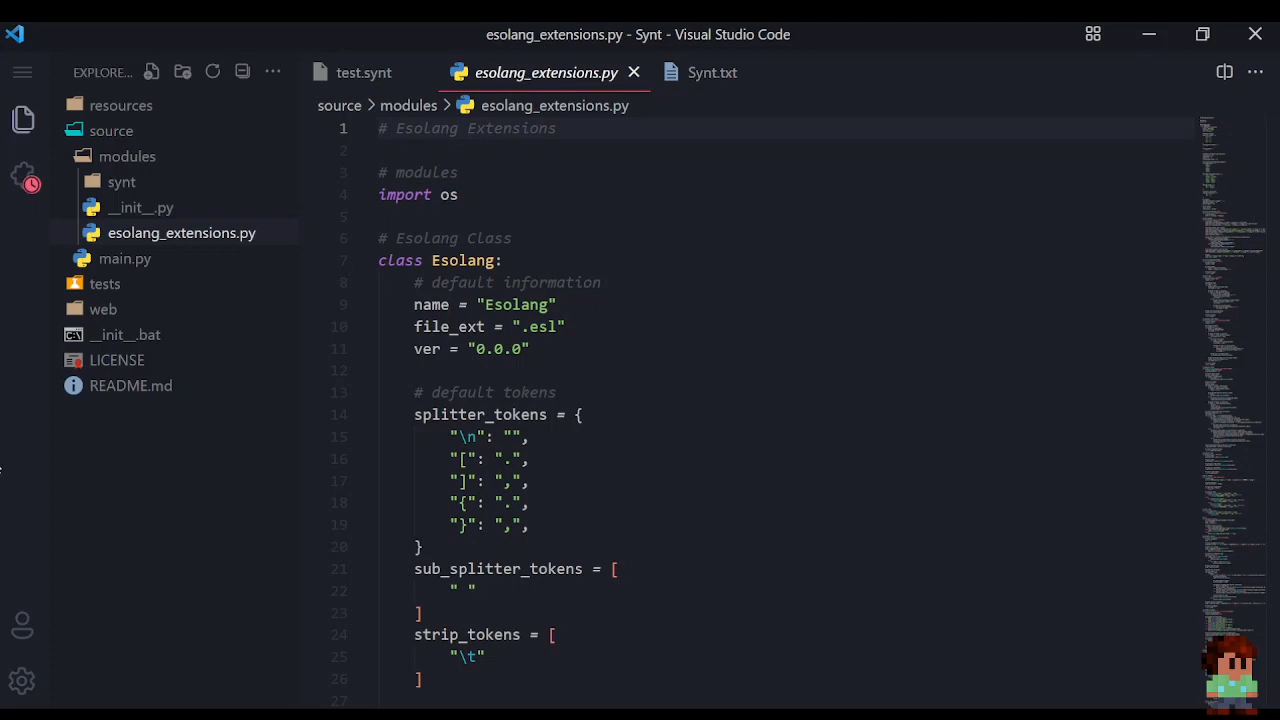 esolang_extensions.py - Synt - Visual Studio Code
EXPLORE...
test.synt
esolang_extensions.py
Synt.txt
resources
source
modules
synt
__init__.py
esolang_extensions.py
main.py
tests
web
__init__.bat
LICENSE
README.md
source > modules > esolang_extensions.py
1 # Esolang Extensions
2
3 # modules
4 import os
5
6 # Esolang Class
7 class Esolang:
8 # default information
9 name = "Esolang"
10 file_ext = ".esl"
11 ver = "0.0.0"
12
13 # default tokens
14 splitter_tokens = {
15 "\n": "",
16 "[": ",",
17 "]": ",",
18 "{": ",",
19 "}": ",",
20 }
21 sub_splitter_tokens = [
22 " "
23 ]
24 strip_tokens = [
25 "\t"
26 ]
27